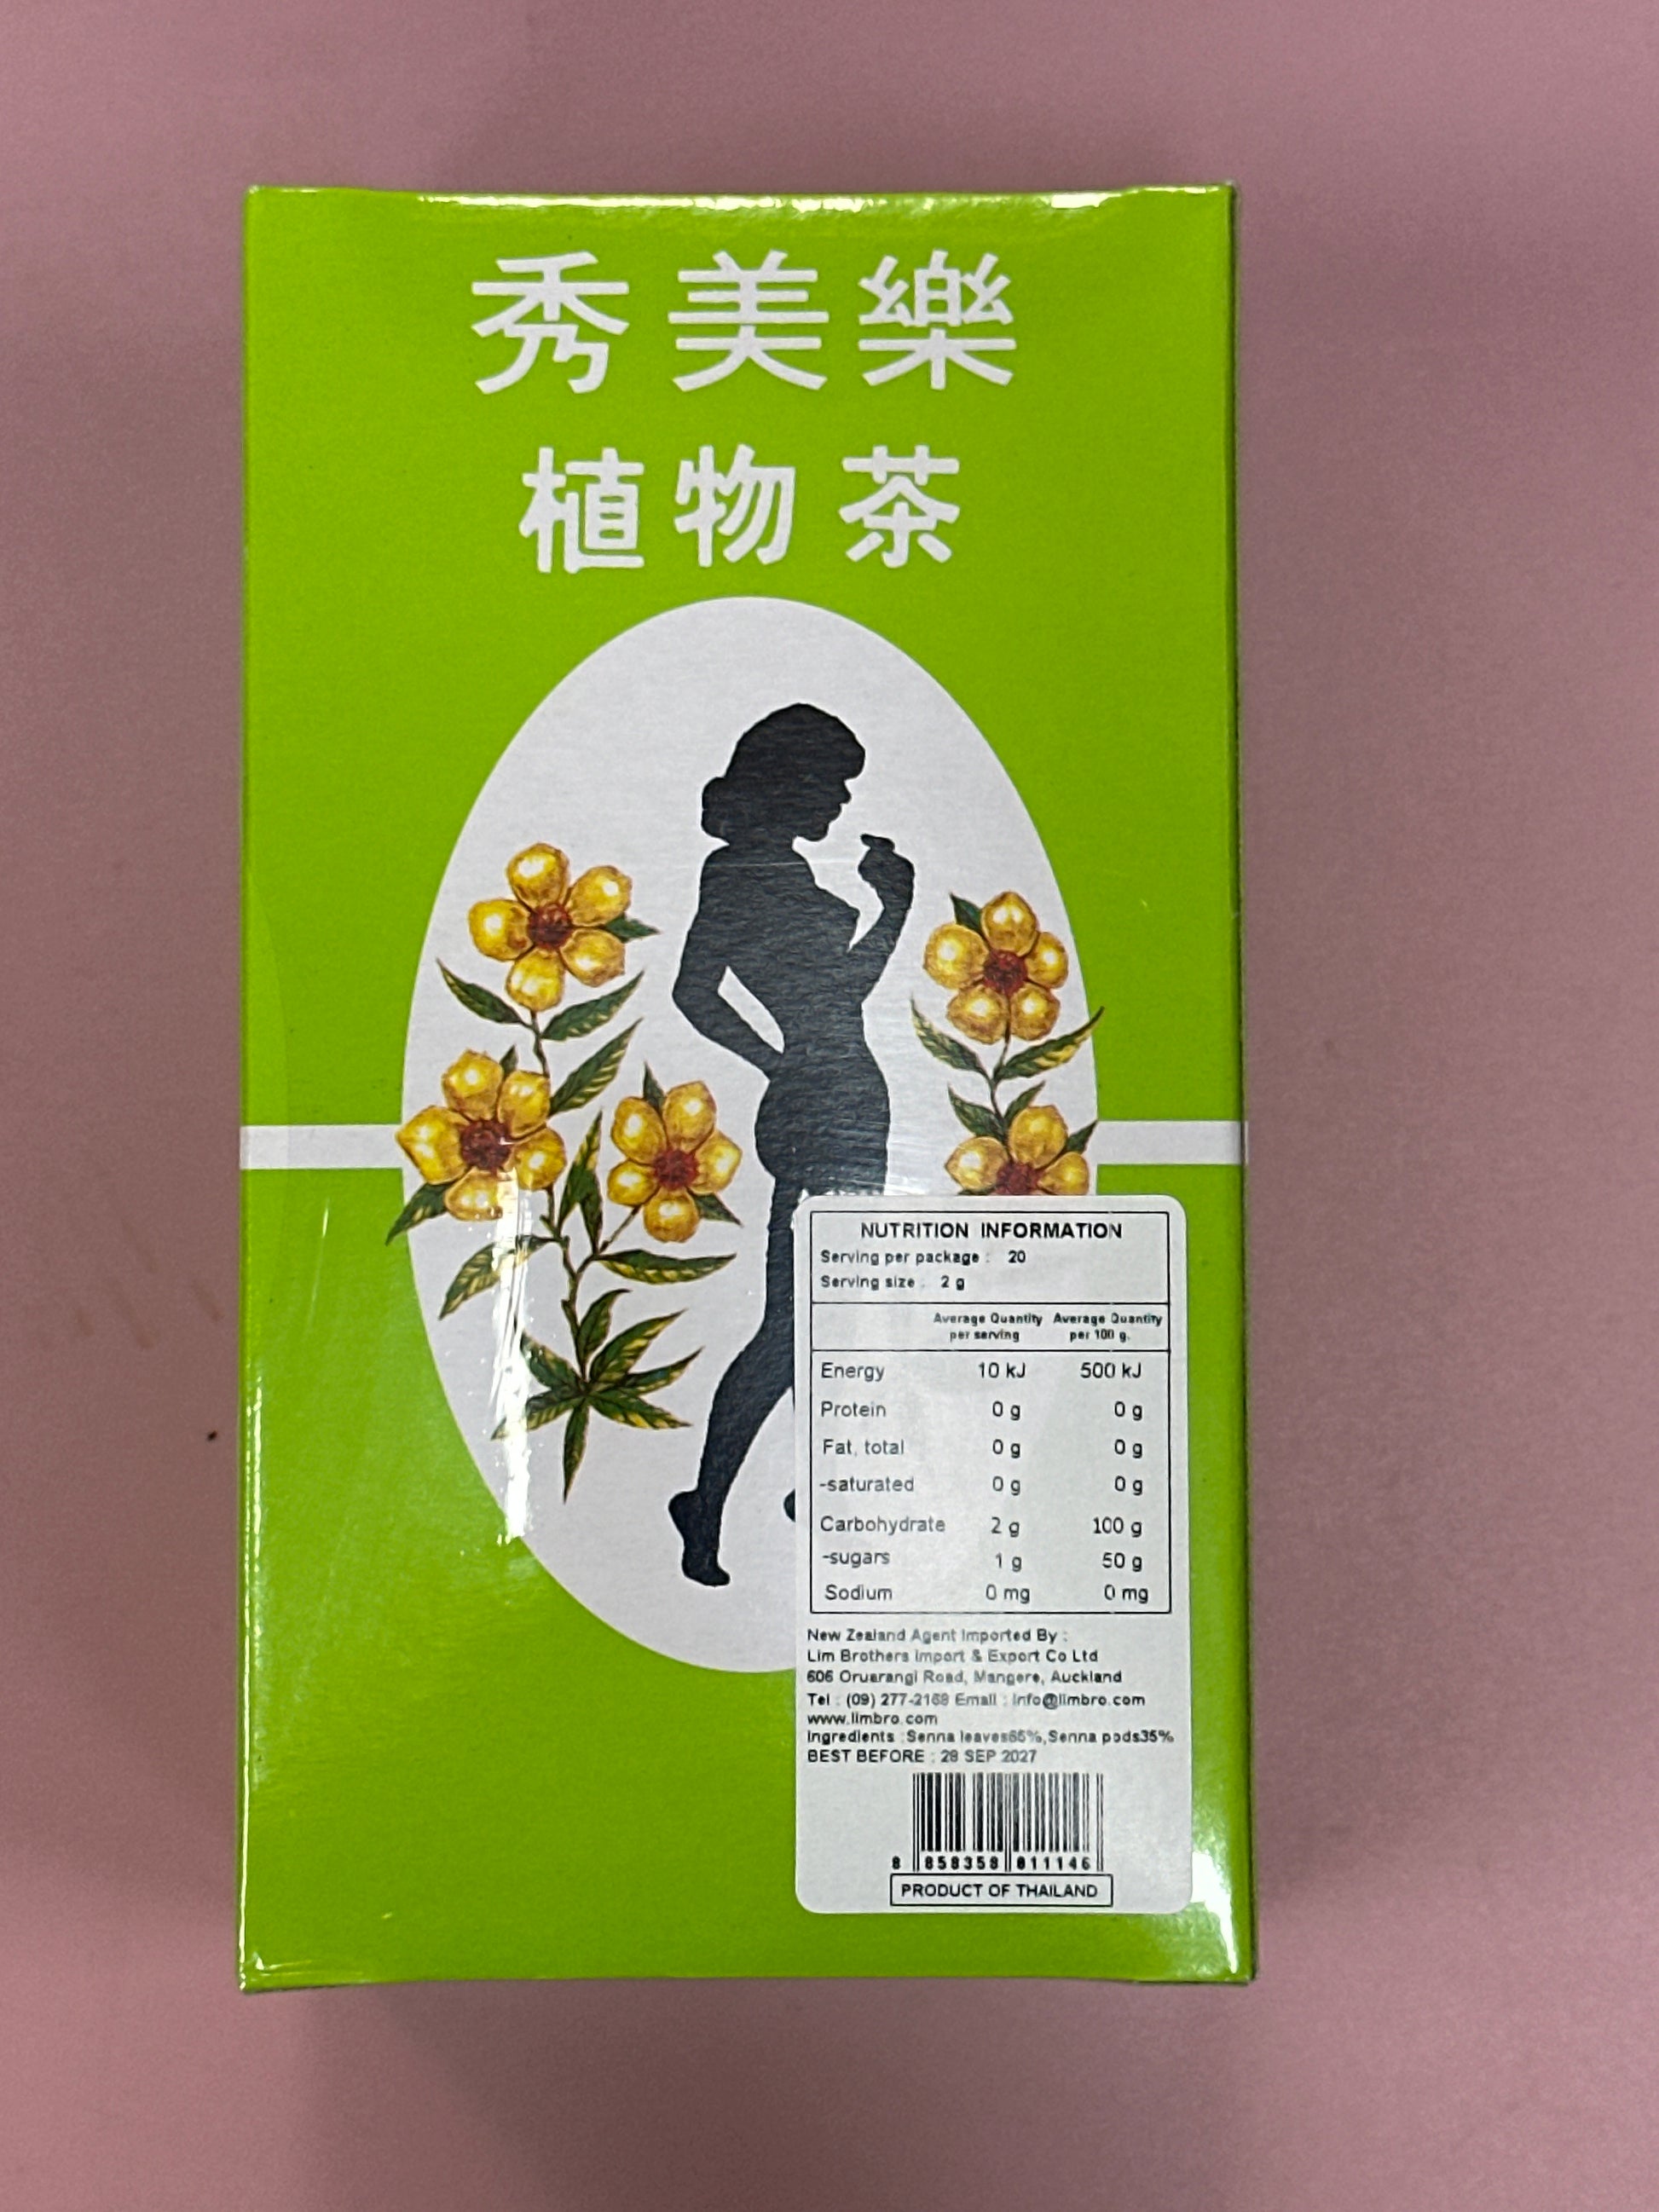 秀美樂
植物茶
NUTRITION INFORMATION
Serving per package : 20
Serving size : 2 g
Average Quantity per serving Average Quantity per 100 g.
Energy 10 kJ 500 kJ
Protein 0 g 0 g
Fat, total 0 g 0 g
-saturated 0 g 0 g
Carbohydrate 2 g 100 g
-sugars 1 g 50 g
Sodium 0 mg 0 mg
New Zealand Agent Imported By :
Lim Brothers Import & Export Co Ltd
606 Oruarangi Road, Mangere, Auckland
Tel : (09) 277-2168 Email : info@limbro.com
www.limbro.com
Ingredients :Senna leaves65%,Senna pods35%
BEST BEFORE : 28 SEP 2027
8 858359 811146
PRODUCT OF THAILAND